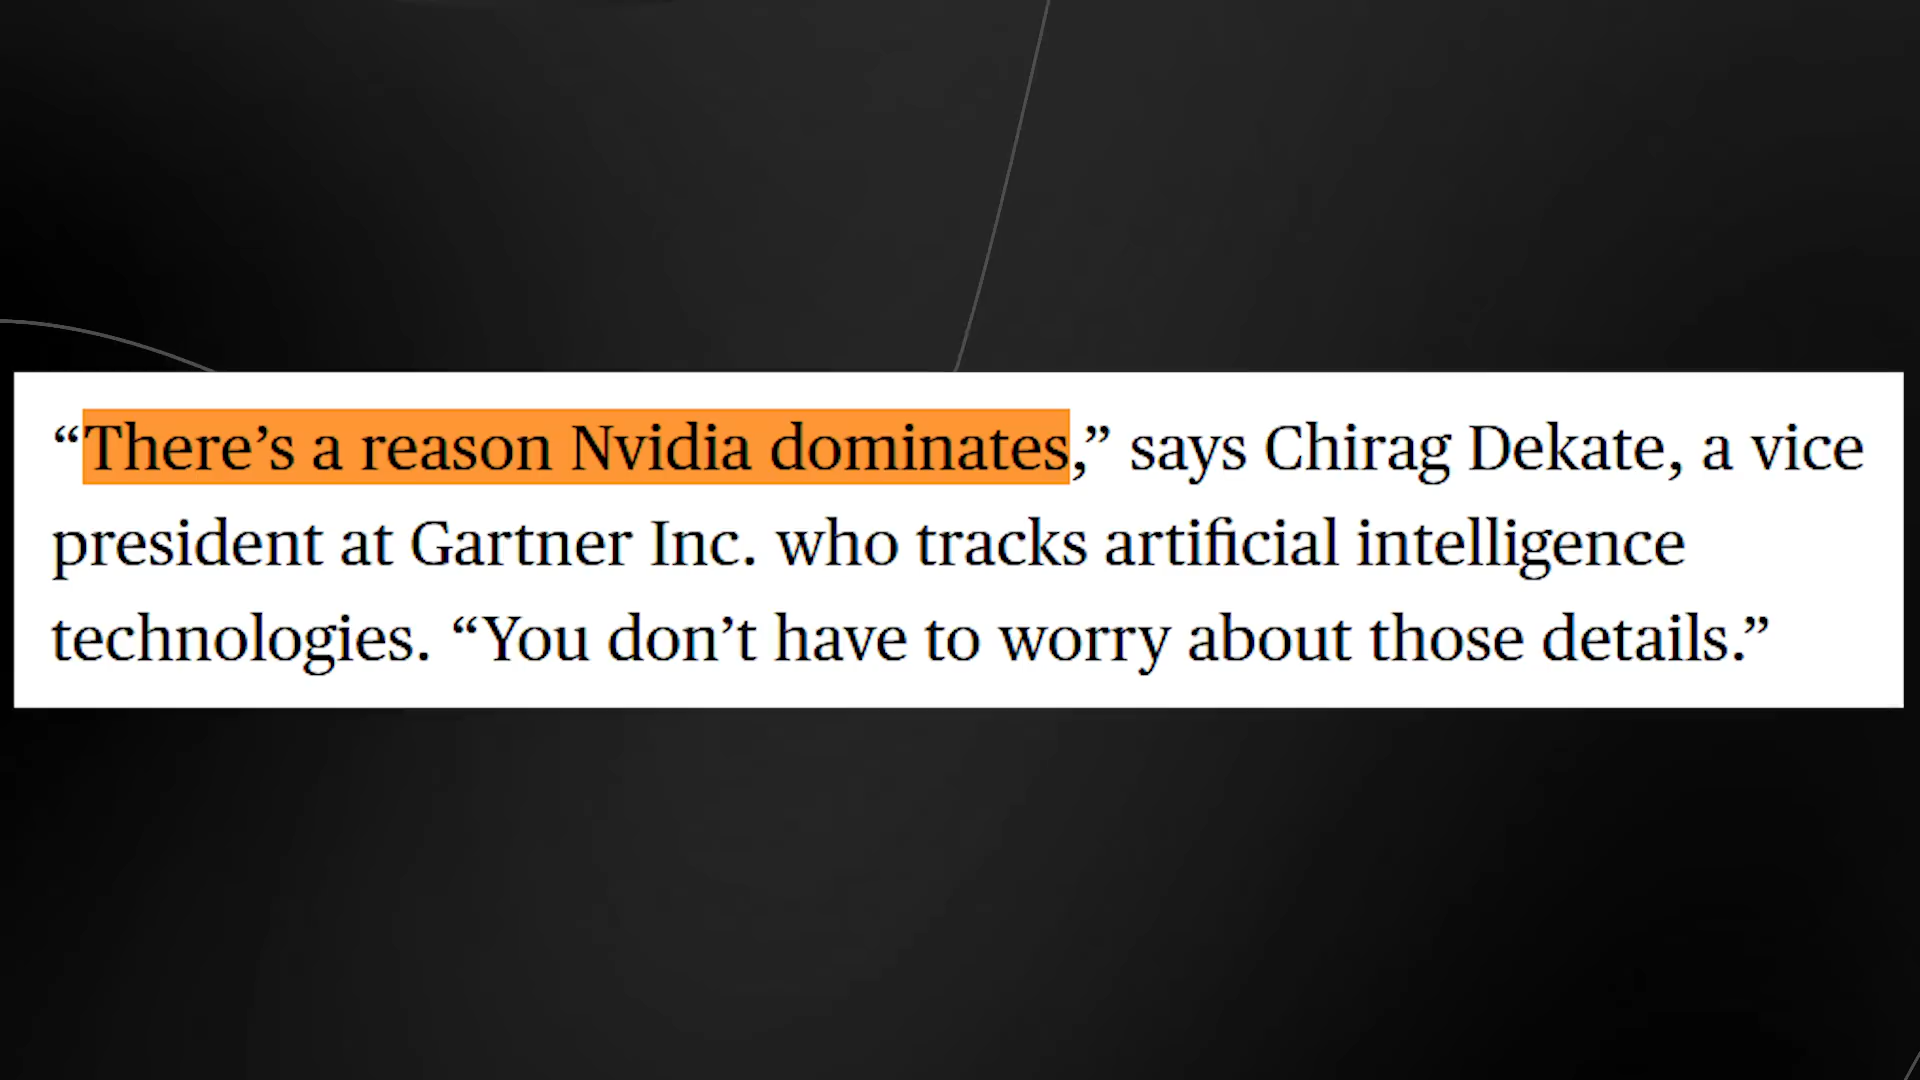 “There’s a reason Nvidia dominates,” says Chirag Dekate, a vice
president at Gartner Inc. who tracks artificial intelligence
technologies. “You don’t have to worry about those details.”